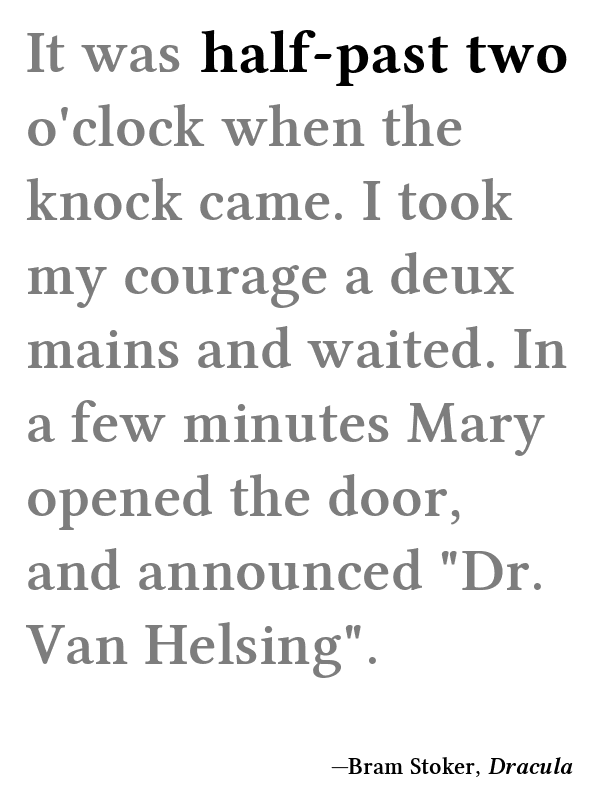 It was half-past two
o'clock when the
knock came. I took
my courage a deux
mains and waited. In
a few minutes Mary
opened the door,
and announced "Dr.
Van Helsing".
—Bram Stoker, Dracula